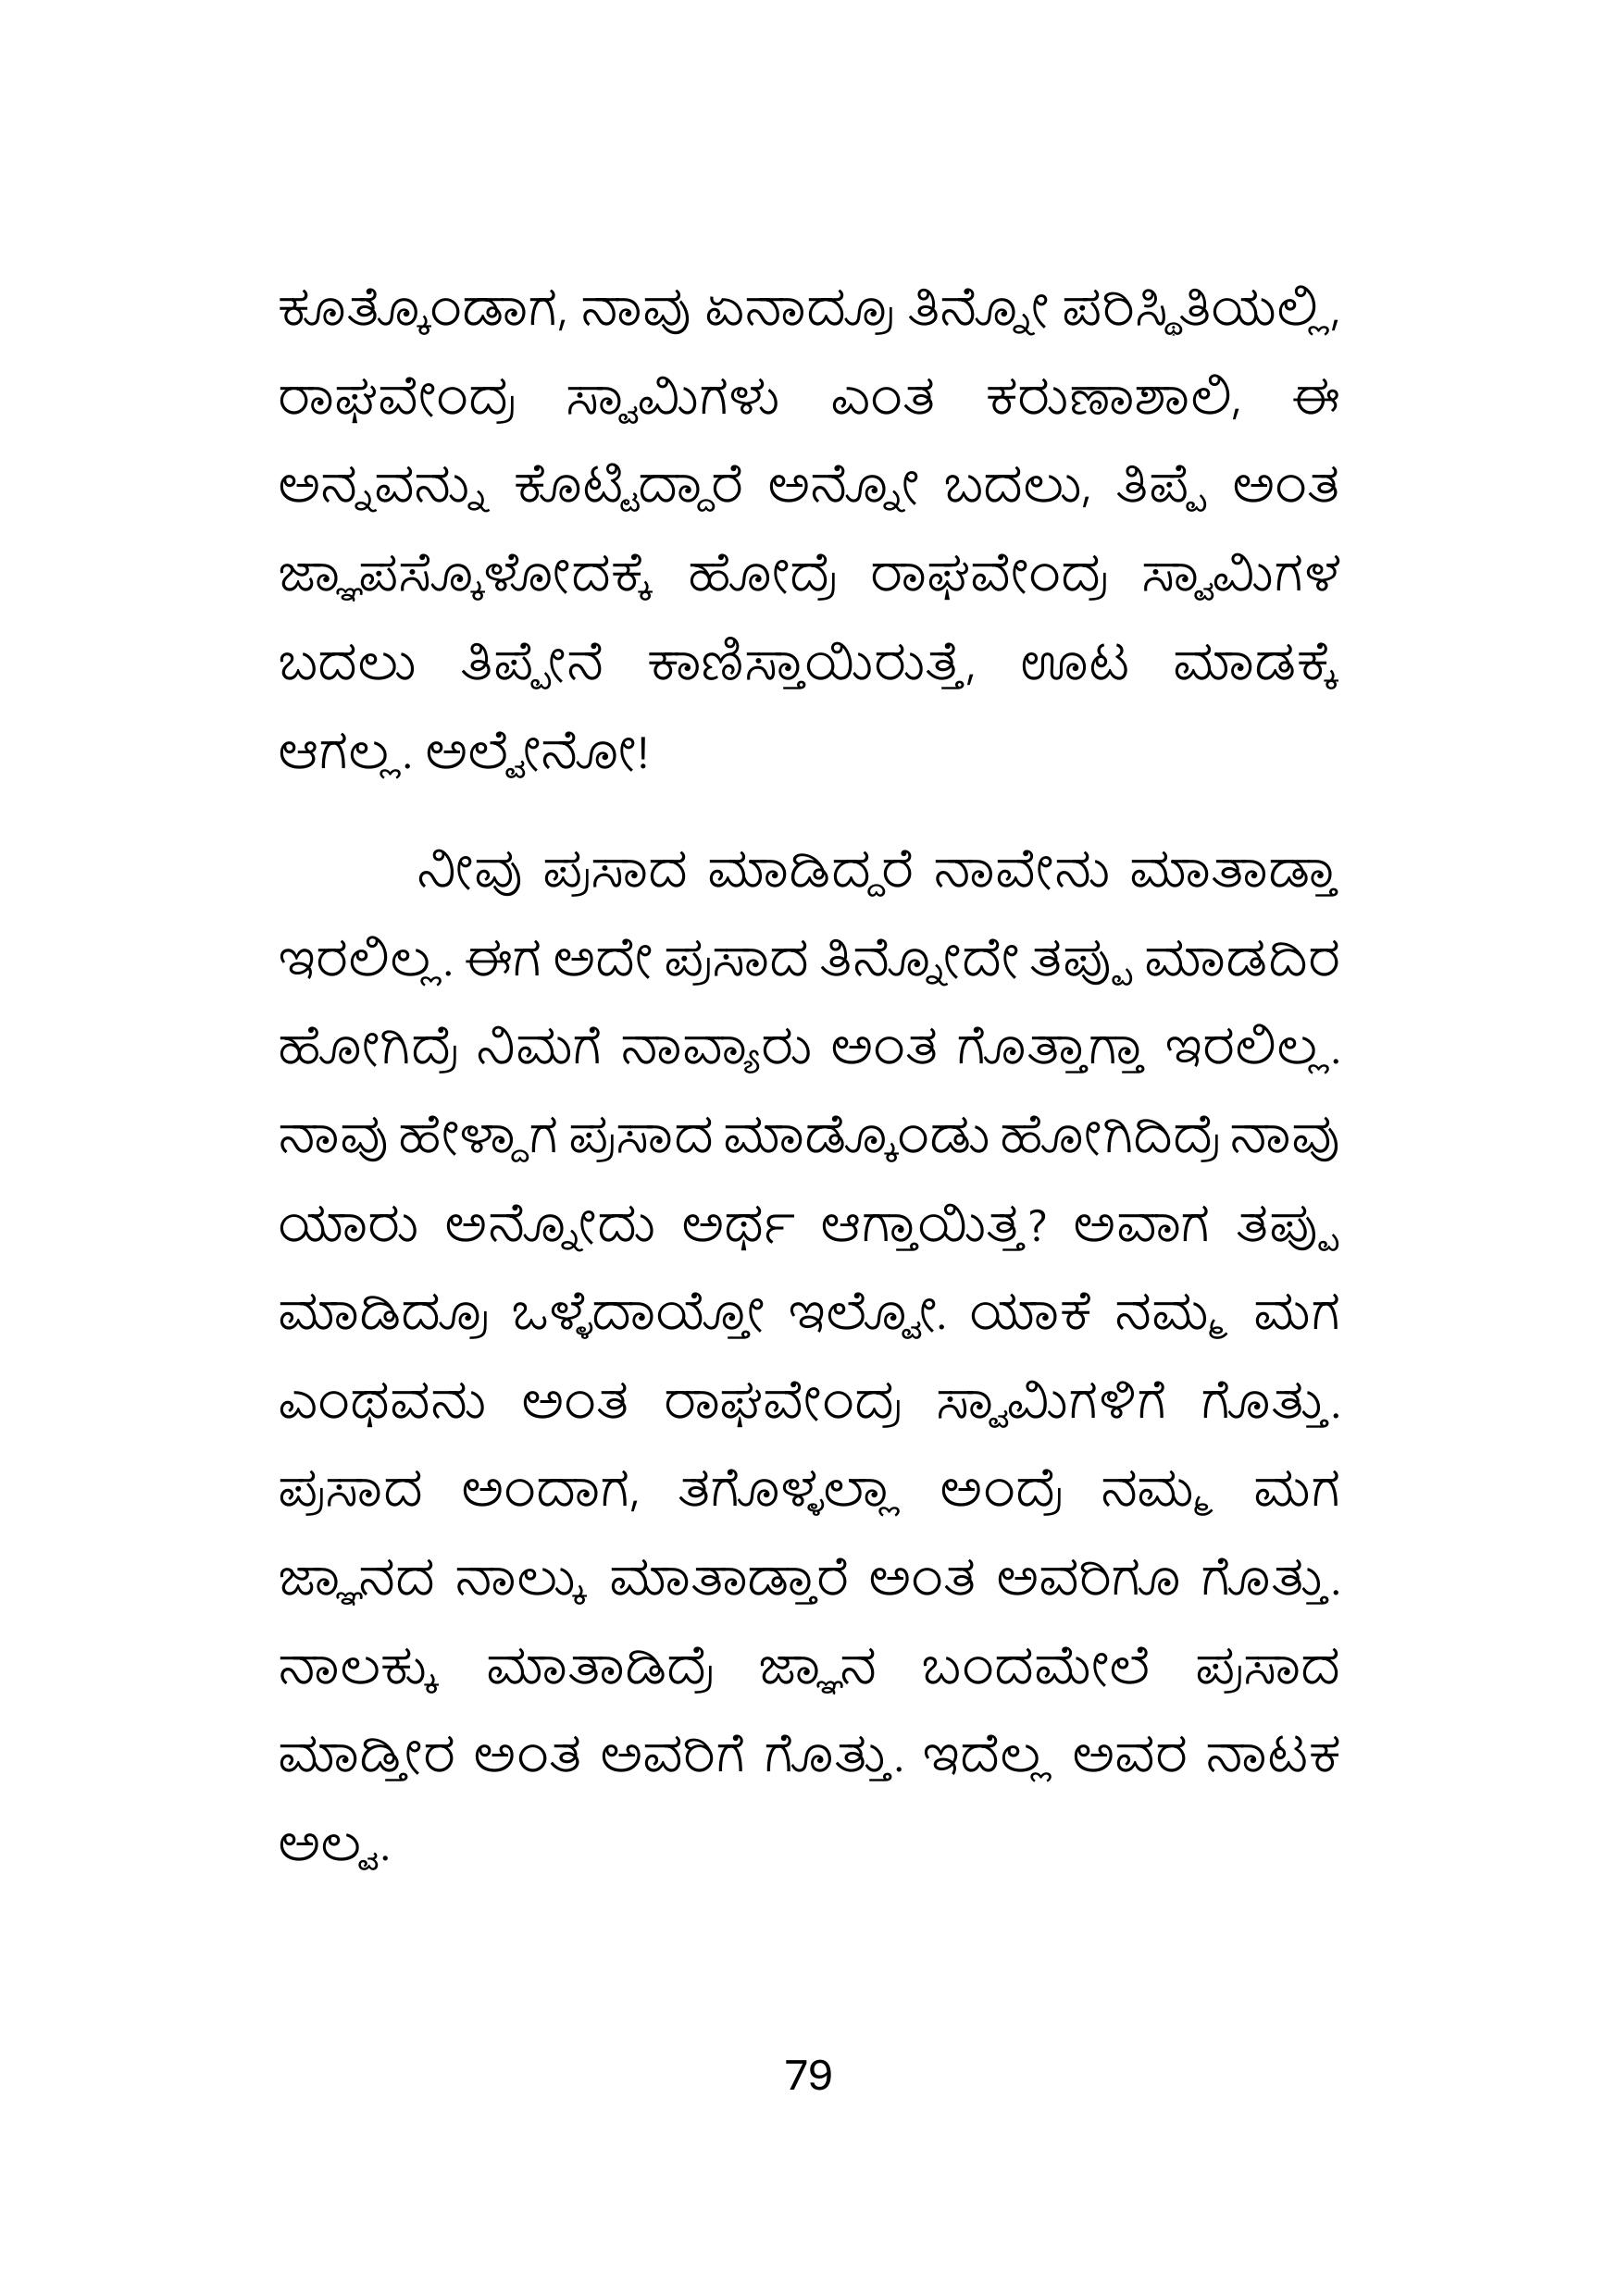 ಕೂತ್ಕೊಂಡಾಗ, ನಾವು ಏನಾದ್ರೂ ತಿನ್ನೋ ಪರಿಸ್ಥಿತಿಯಲ್ಲಿ,
ರಾಘವೇಂದ್ರ ಸ್ವಾಮಿಗಳು ಎಂತ ಕರುಣಾಶಾಲಿ, ಈ
ಅನ್ನವನ್ನು ಕೊಟ್ಟಿದ್ದಾರೆ ಅನ್ನೋ ಬದಲು, ತಿಪ್ಪೆ ಅಂತ
ಜ್ಞಾಪಸ್ಕೊಳೋದಕ್ಕೆ ಹೋದ್ರೆ ರಾಘವೇಂದ್ರ ಸ್ವಾಮಿಗಳ
ಬದಲು ತಿಪ್ಪೇನೆ ಕಾಣಿಸ್ತಾಯಿರುತ್ತೆ, ಊಟ ಮಾಡಕ್ಕೆ
ಆಗಲ್ಲ. ಅಲ್ವೇನೋ!
ನೀವು ಪ್ರಸಾದ ಮಾಡಿದ್ದರೆ ನಾವೇನು ಮಾತಾಡ್ತಾ
ಇರಲಿಲ್ಲ. ಈಗ ಅದೇ ಪ್ರಸಾದ ತಿನ್ನೋದೇ ತಪ್ಪು ಮಾಡದಿರ
ಹೋಗಿದ್ರೆ ನಿಮಗೆ ನಾವ್ಯಾರು ಅಂತ ಗೊತ್ತಾಗ್ತಾ ಇರಲಿಲ್ಲ.
ನಾವು ಹೇಳ್ದಾಗ ಪ್ರಸಾದ ಮಾಡ್ಕೊಂಡು ಹೋಗಿದಿದ್ರೆ ನಾವು
ಯಾರು ಅನ್ನೋದು ಅರ್ಥ ಆಗ್ತಾಯಿತ್ತ? ಅವಾಗ ತಪ್ಪು
ಮಾಡಿದ್ರೂ ಒಳ್ಳೆದಾಯ್ತೋ ಇಲ್ವೋ. ಯಾಕೆ ನಮ್ಮ ಮಗ
ಎಂಥವನು ಅಂತ ರಾಘವೇಂದ್ರ ಸ್ವಾಮಿಗಳಿಗೆ ಗೊತ್ತು.
ಪ್ರಸಾದ ಅಂದಾಗ, ತಗೊಳ್ಳಲ್ಲಾ ಅಂದ್ರೆ ನಮ್ಮ ಮಗ
ಜ್ಞಾನದ ನಾಲ್ಕು ಮಾತಾಡ್ತಾರೆ ಅಂತ ಅವರಿಗೂ ಗೊತ್ತು.
ನಾಲಕ್ಕು ಮಾತಾಡಿದ್ರೆ ಜ್ಞಾನ ಬಂದಮೇಲೆ ಪ್ರಸಾದ
ಮಾಡ್ತೀರ ಅಂತ ಅವರಿಗೆ ಗೊತ್ತು. ಇದೆಲ್ಲ ಅವರ ನಾಟಕ
ಅಲ್ವ.
79